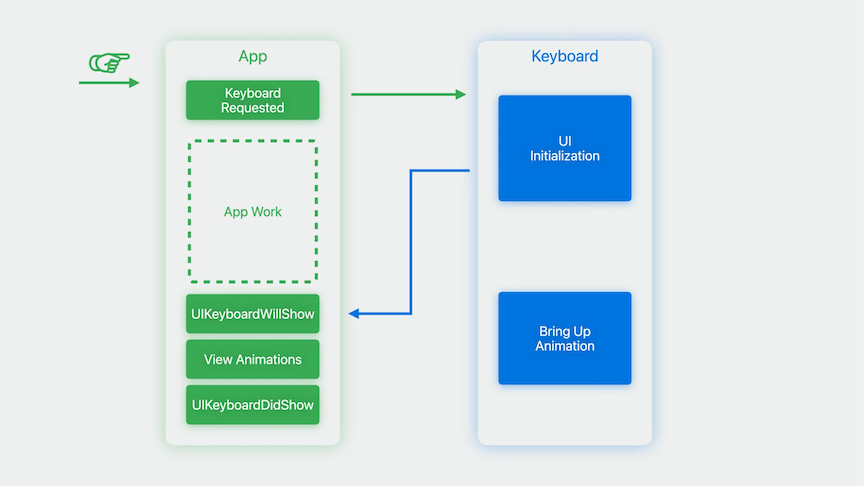 App
Keyboard
Requested
App Work
UIKeyboardWillShow
View Animations
UIKeyboardDidShow
Keyboard
UI
Initialization
Bring Up
Animation